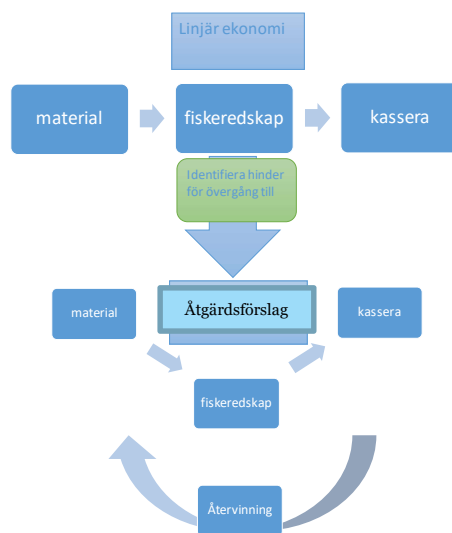 Linjär ekonomi
material
fiskeredskap
kassera
Identifiera hinder
för övergång till
material
Åtgärdsförslag
kassera
fiskeredskap
Återvinning